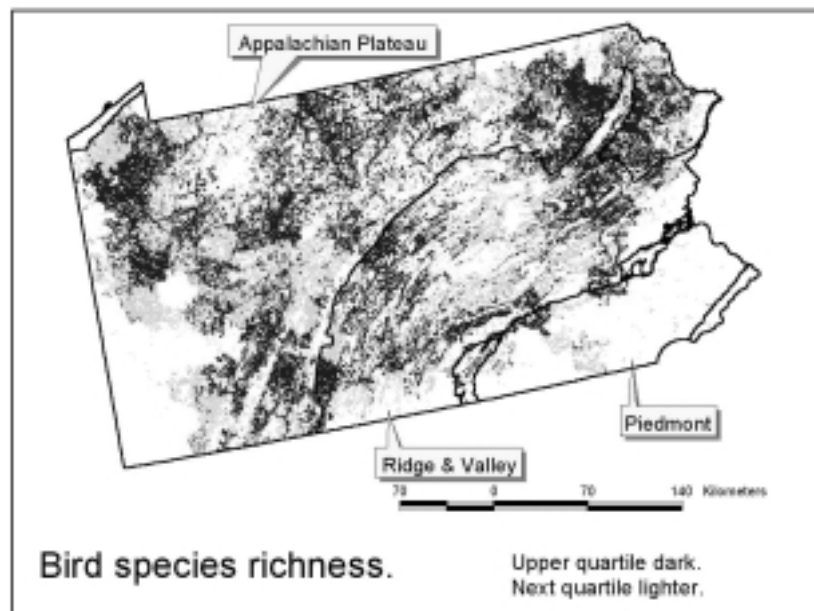 Appalachian Plateau
Piedmont
Ridge & Valley
70 0 70 140 Kilometers
Bird species richness.
Upper quartile dark.
Next quartile lighter.